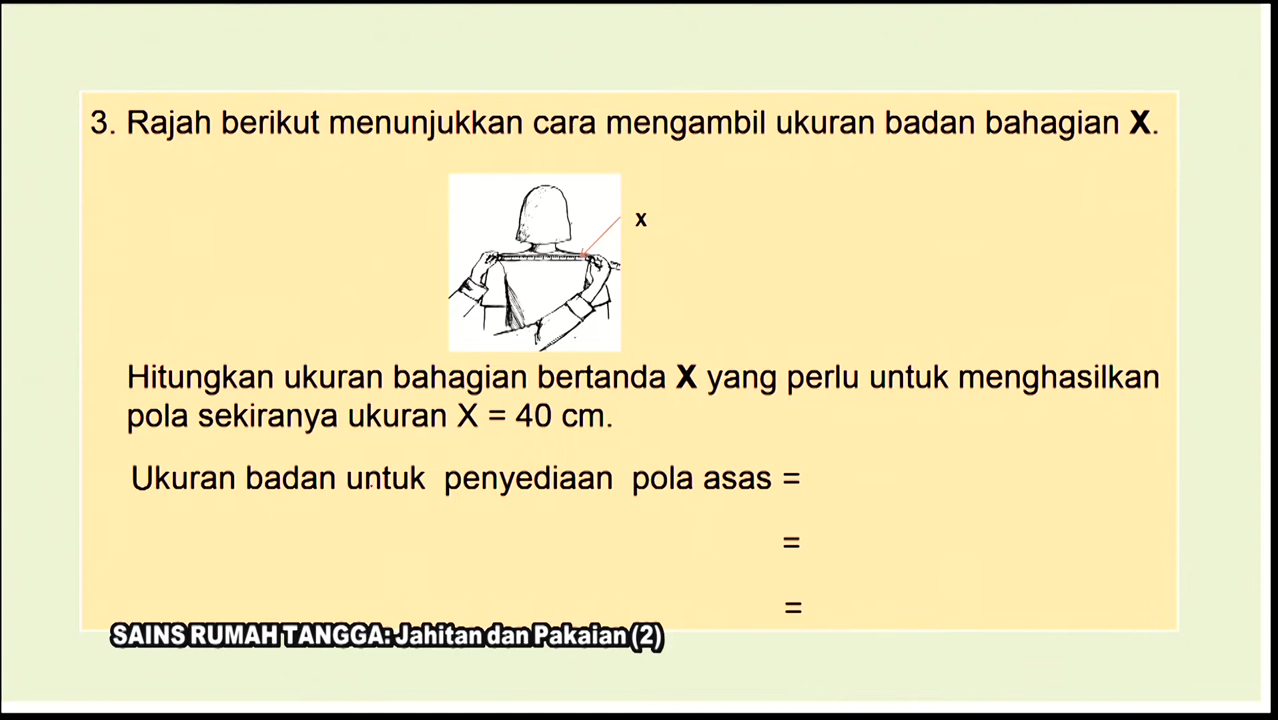 3. Rajah berikut menunjukkan cara mengambil ukuran badan bahagian X.
X
Hitungkan ukuran bahagian bertanda X yang perlu untuk menghasilkan
pola sekiranya ukuran X = 40 cm.
Ukuran badan untuk penyediaan pola asas =
=
=
SAINS RUMAH TANGGA: Jahitan dan Pakaian (2)